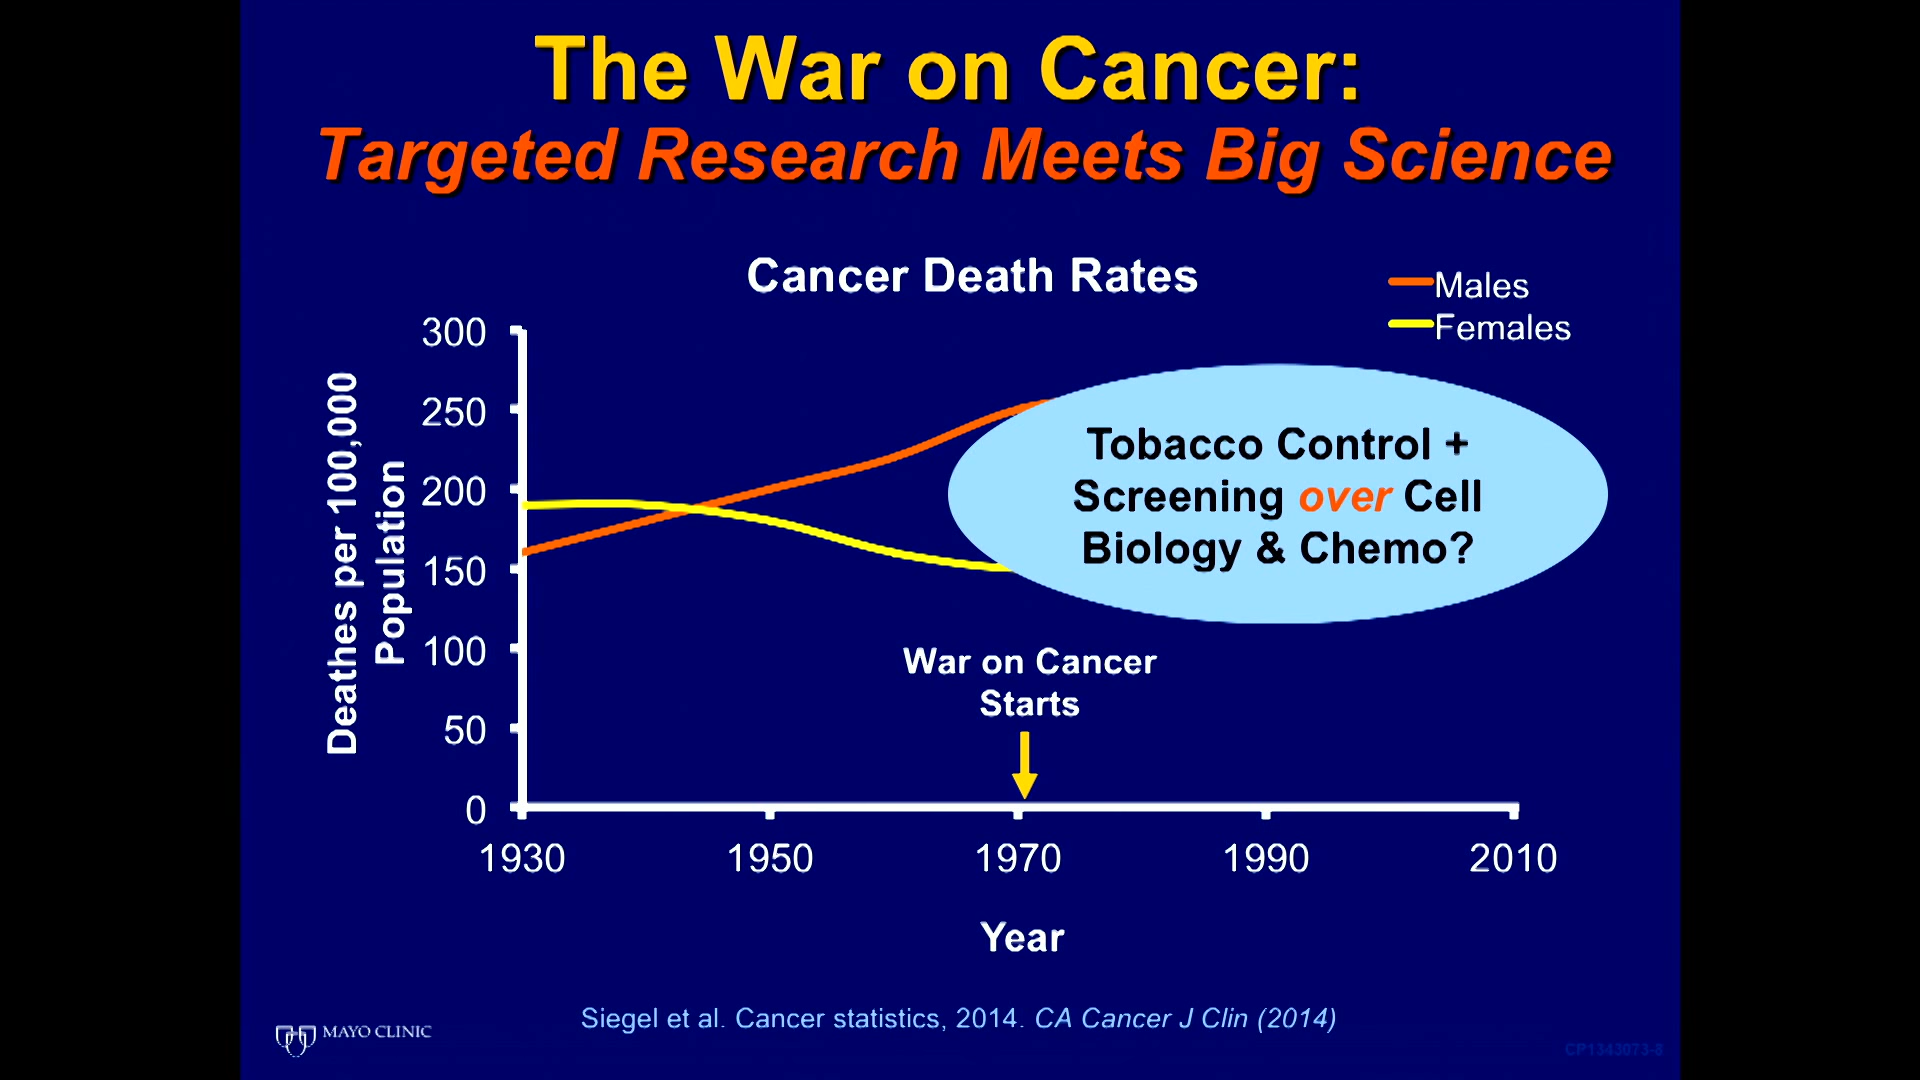 The War on Cancer:
Targeted Research Meets Big Science
Cancer Death Rates
Males
Females
300
250
200
150
100
50
0
Deathes per 100,000
Population
Tobacco Control +
Screening over Cell
Biology & Chemo?
War on Cancer
Starts
1930
1950
1970
1990
2010
Year
Siegel et al. Cancer statistics, 2014. CA Cancer J Clin (2014)
MAYO CLINIC
CP1343073-8